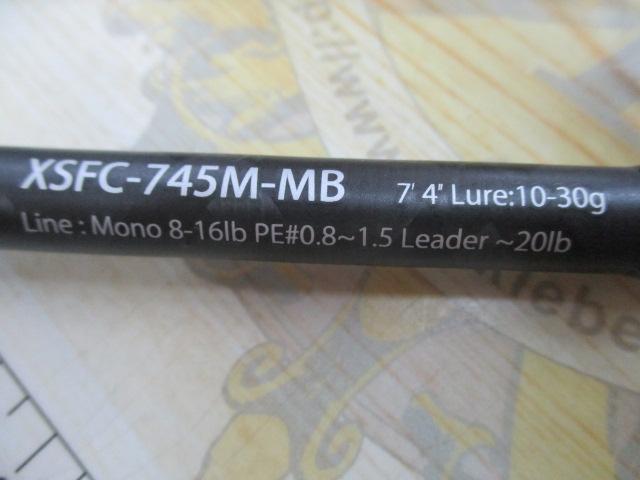 XSFC-745M-MB 7' 4" Lure:10-30g
Line : Mono 8-16lb PE#0.8~1.5 Leader ~20lb